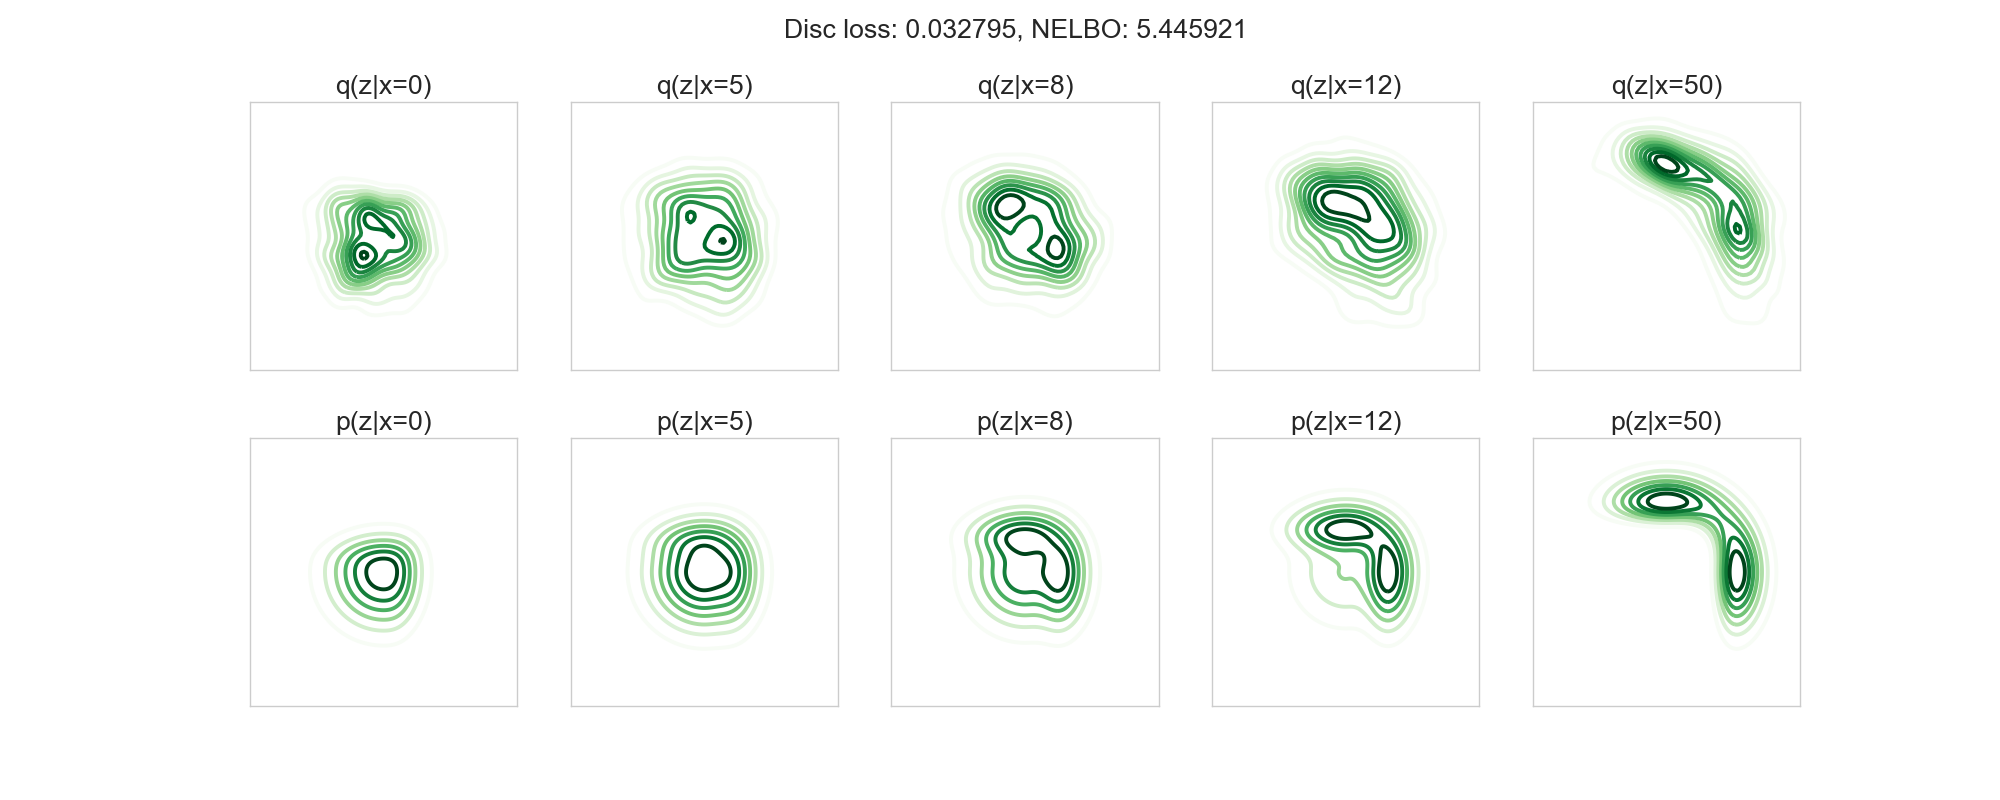 Disc loss: 0.032795, NELBO: 5.445921
q(z|x=0) q(z|x=5) q(z|x=8) q(z|x=12) q(z|x=50)
p(z|x=0) p(z|x=5) p(z|x=8) p(z|x=12) p(z|x=50)